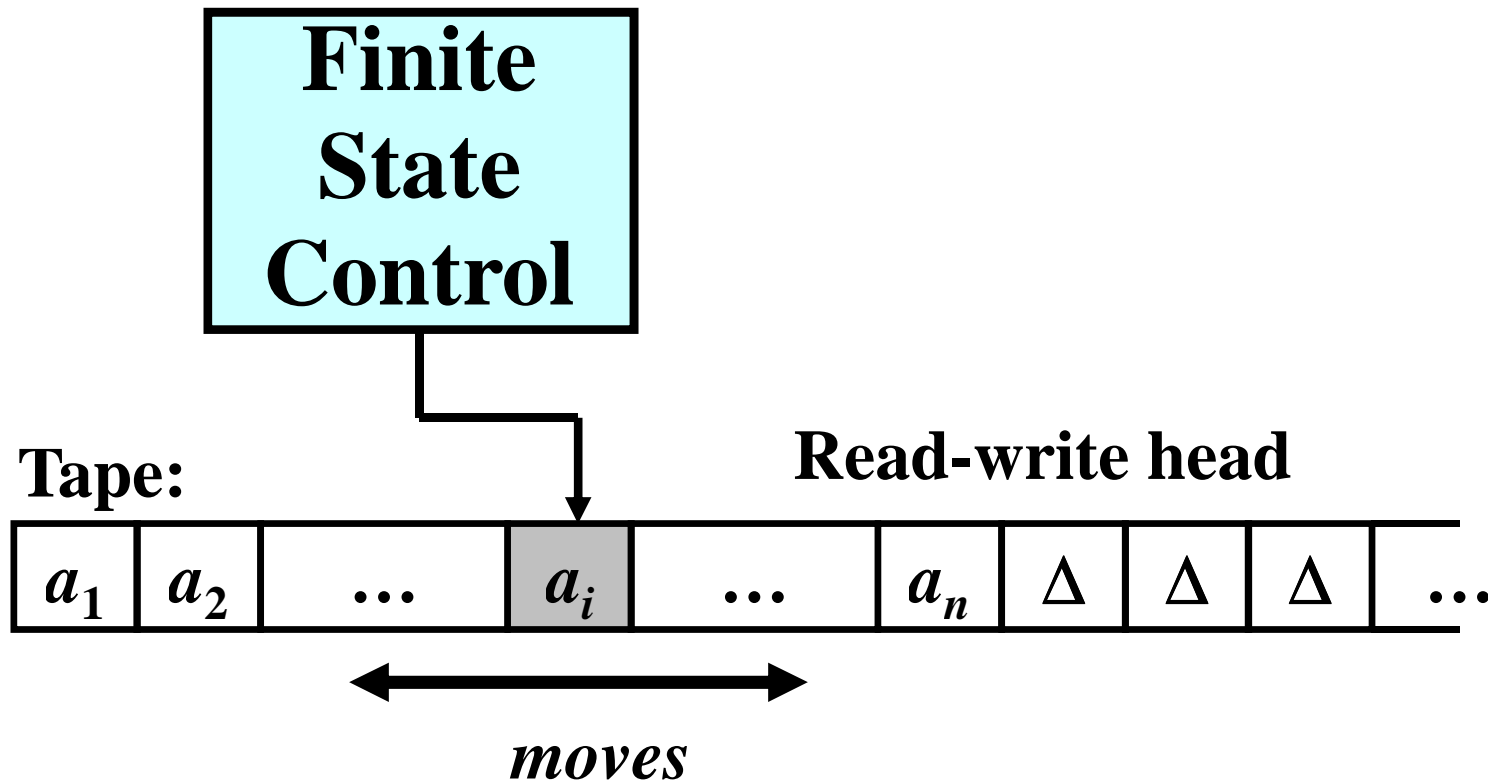 Finite
State
Control
Tape:
Read-write head
a₁ a₂ ... aᵢ ... aₙ Δ Δ Δ ...
moves